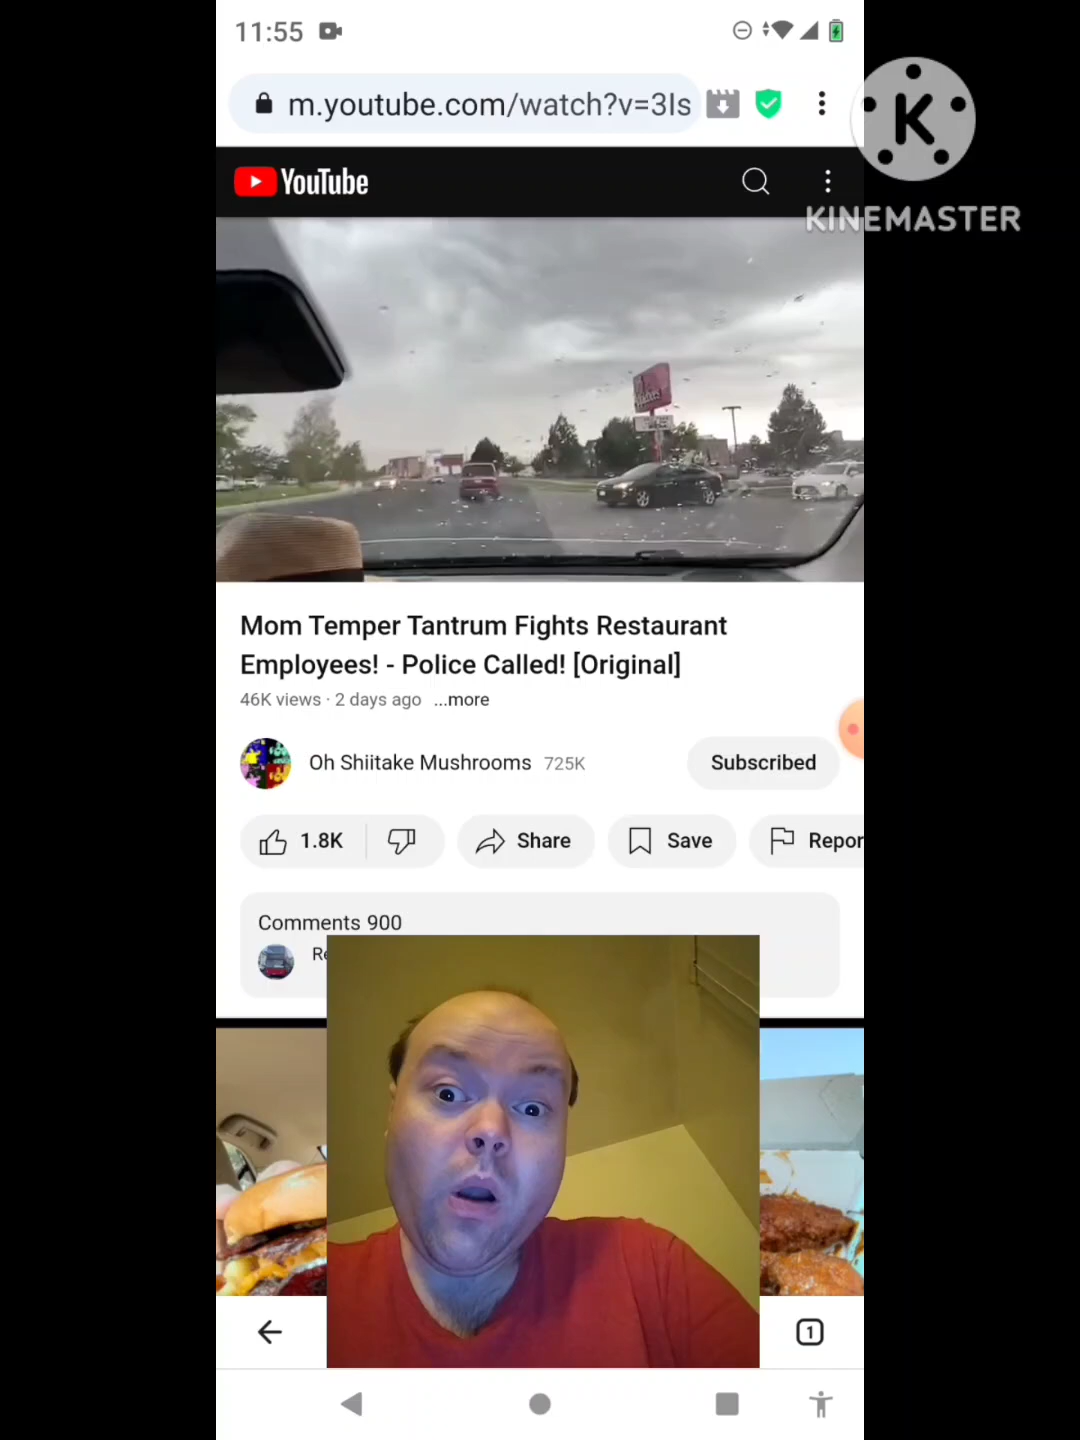 11:55
m.youtube.com/watch?v=3Is
K
KINEMASTER
YouTube
Mom Temper Tantrum Fights Restaurant
Employees! - Police Called! [Original]
46K views · 2 days ago ...more
Oh Shiitake Mushrooms 725K
Subscribed
1.8K
Share
Save
Repor
Comments 900
Re
1